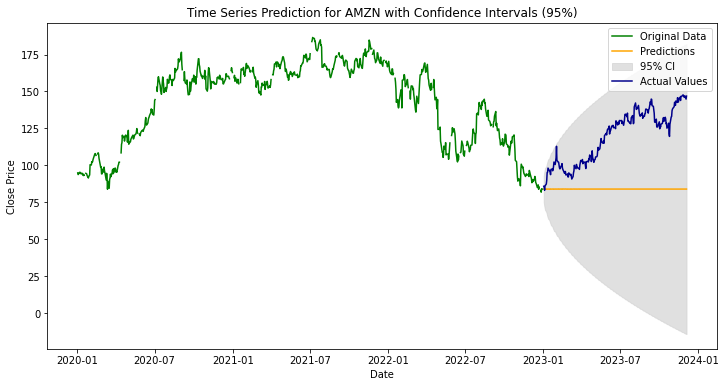 Time Series Prediction for AMZN with Confidence Intervals (95%)
Original Data
Predictions
95% CI
Actual Values
175
150
125
100
75
50
25
0
Close Price
2020-01
2020-07
2021-01
2021-07
2022-01
2022-07
2023-01
2023-07
2024-01
Date